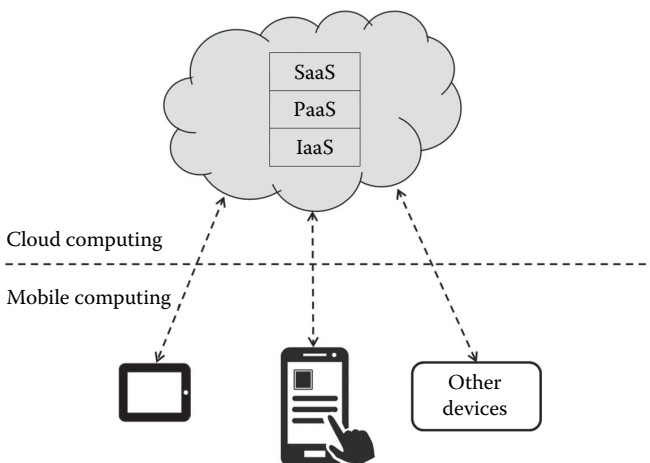 SaaS
PaaS
IaaS
Cloud computing
Mobile computing
Other
devices